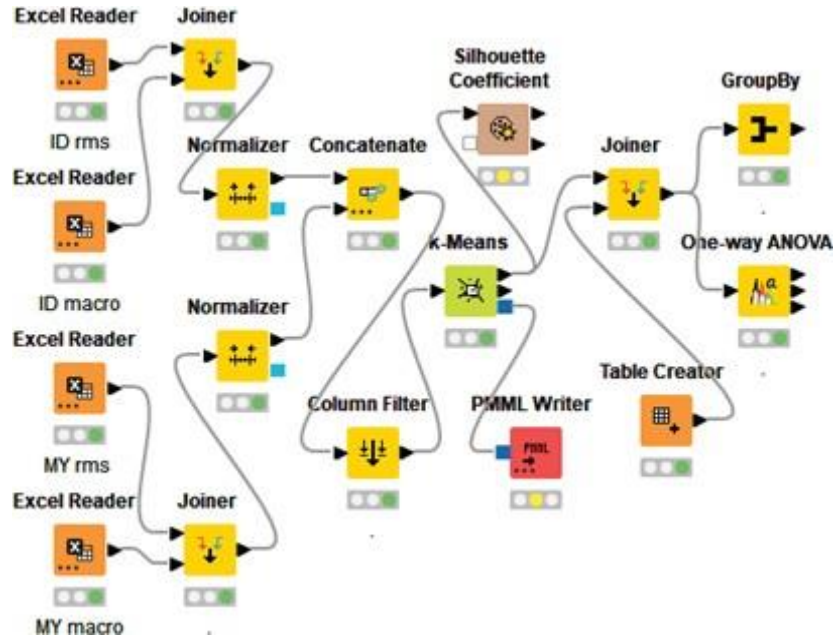 Excel Reader
Joiner
ID rms
Excel Reader
ID macro
Normalizer
Concatenate
Silhouette
Coefficient
GroupBy
Joiner
k-Means
One-way ANOVA
Excel Reader
MY rms
Normalizer
Column Filter
PMML Writer
PMML
Table Creator
Excel Reader
MY macro
Joiner